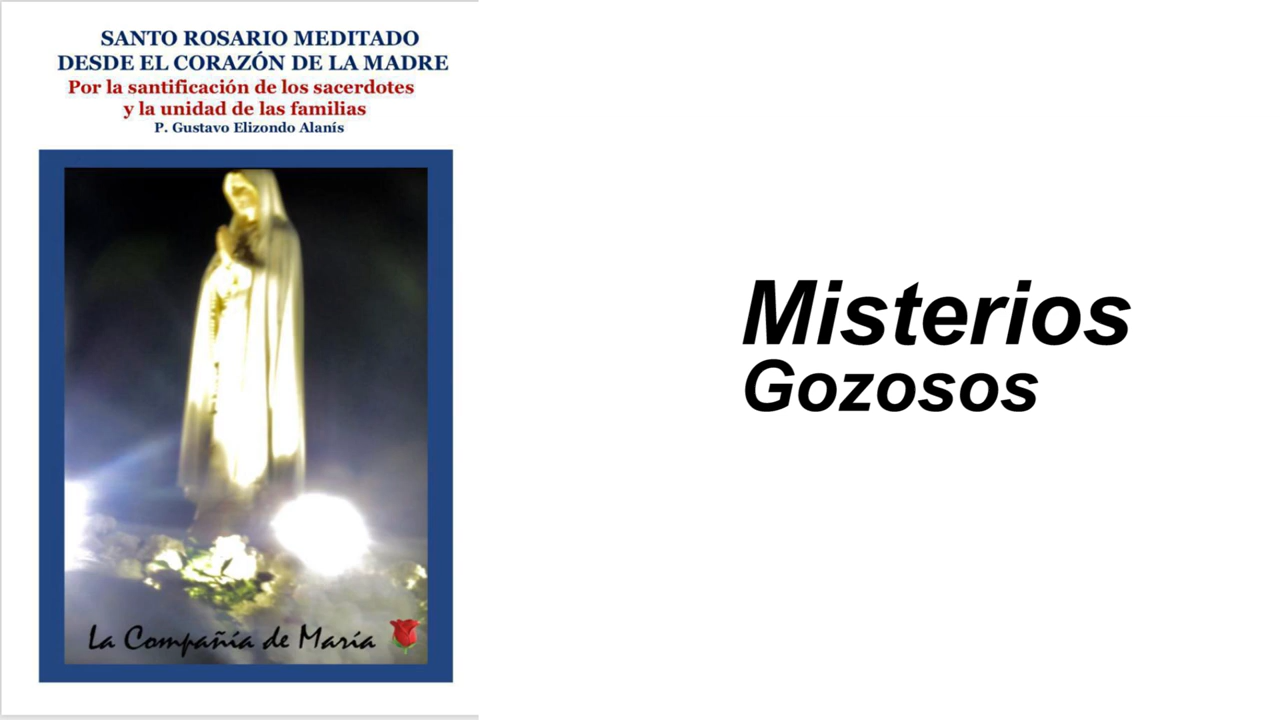 SANTO ROSARIO MEDITADO
DESDE EL CORAZÓN DE LA MADRE
Por la santificación de los sacerdotes
y la unidad de las familias
P. Gustavo Elizondo Alanís
La Compañía de María
Misterios
Gozosos